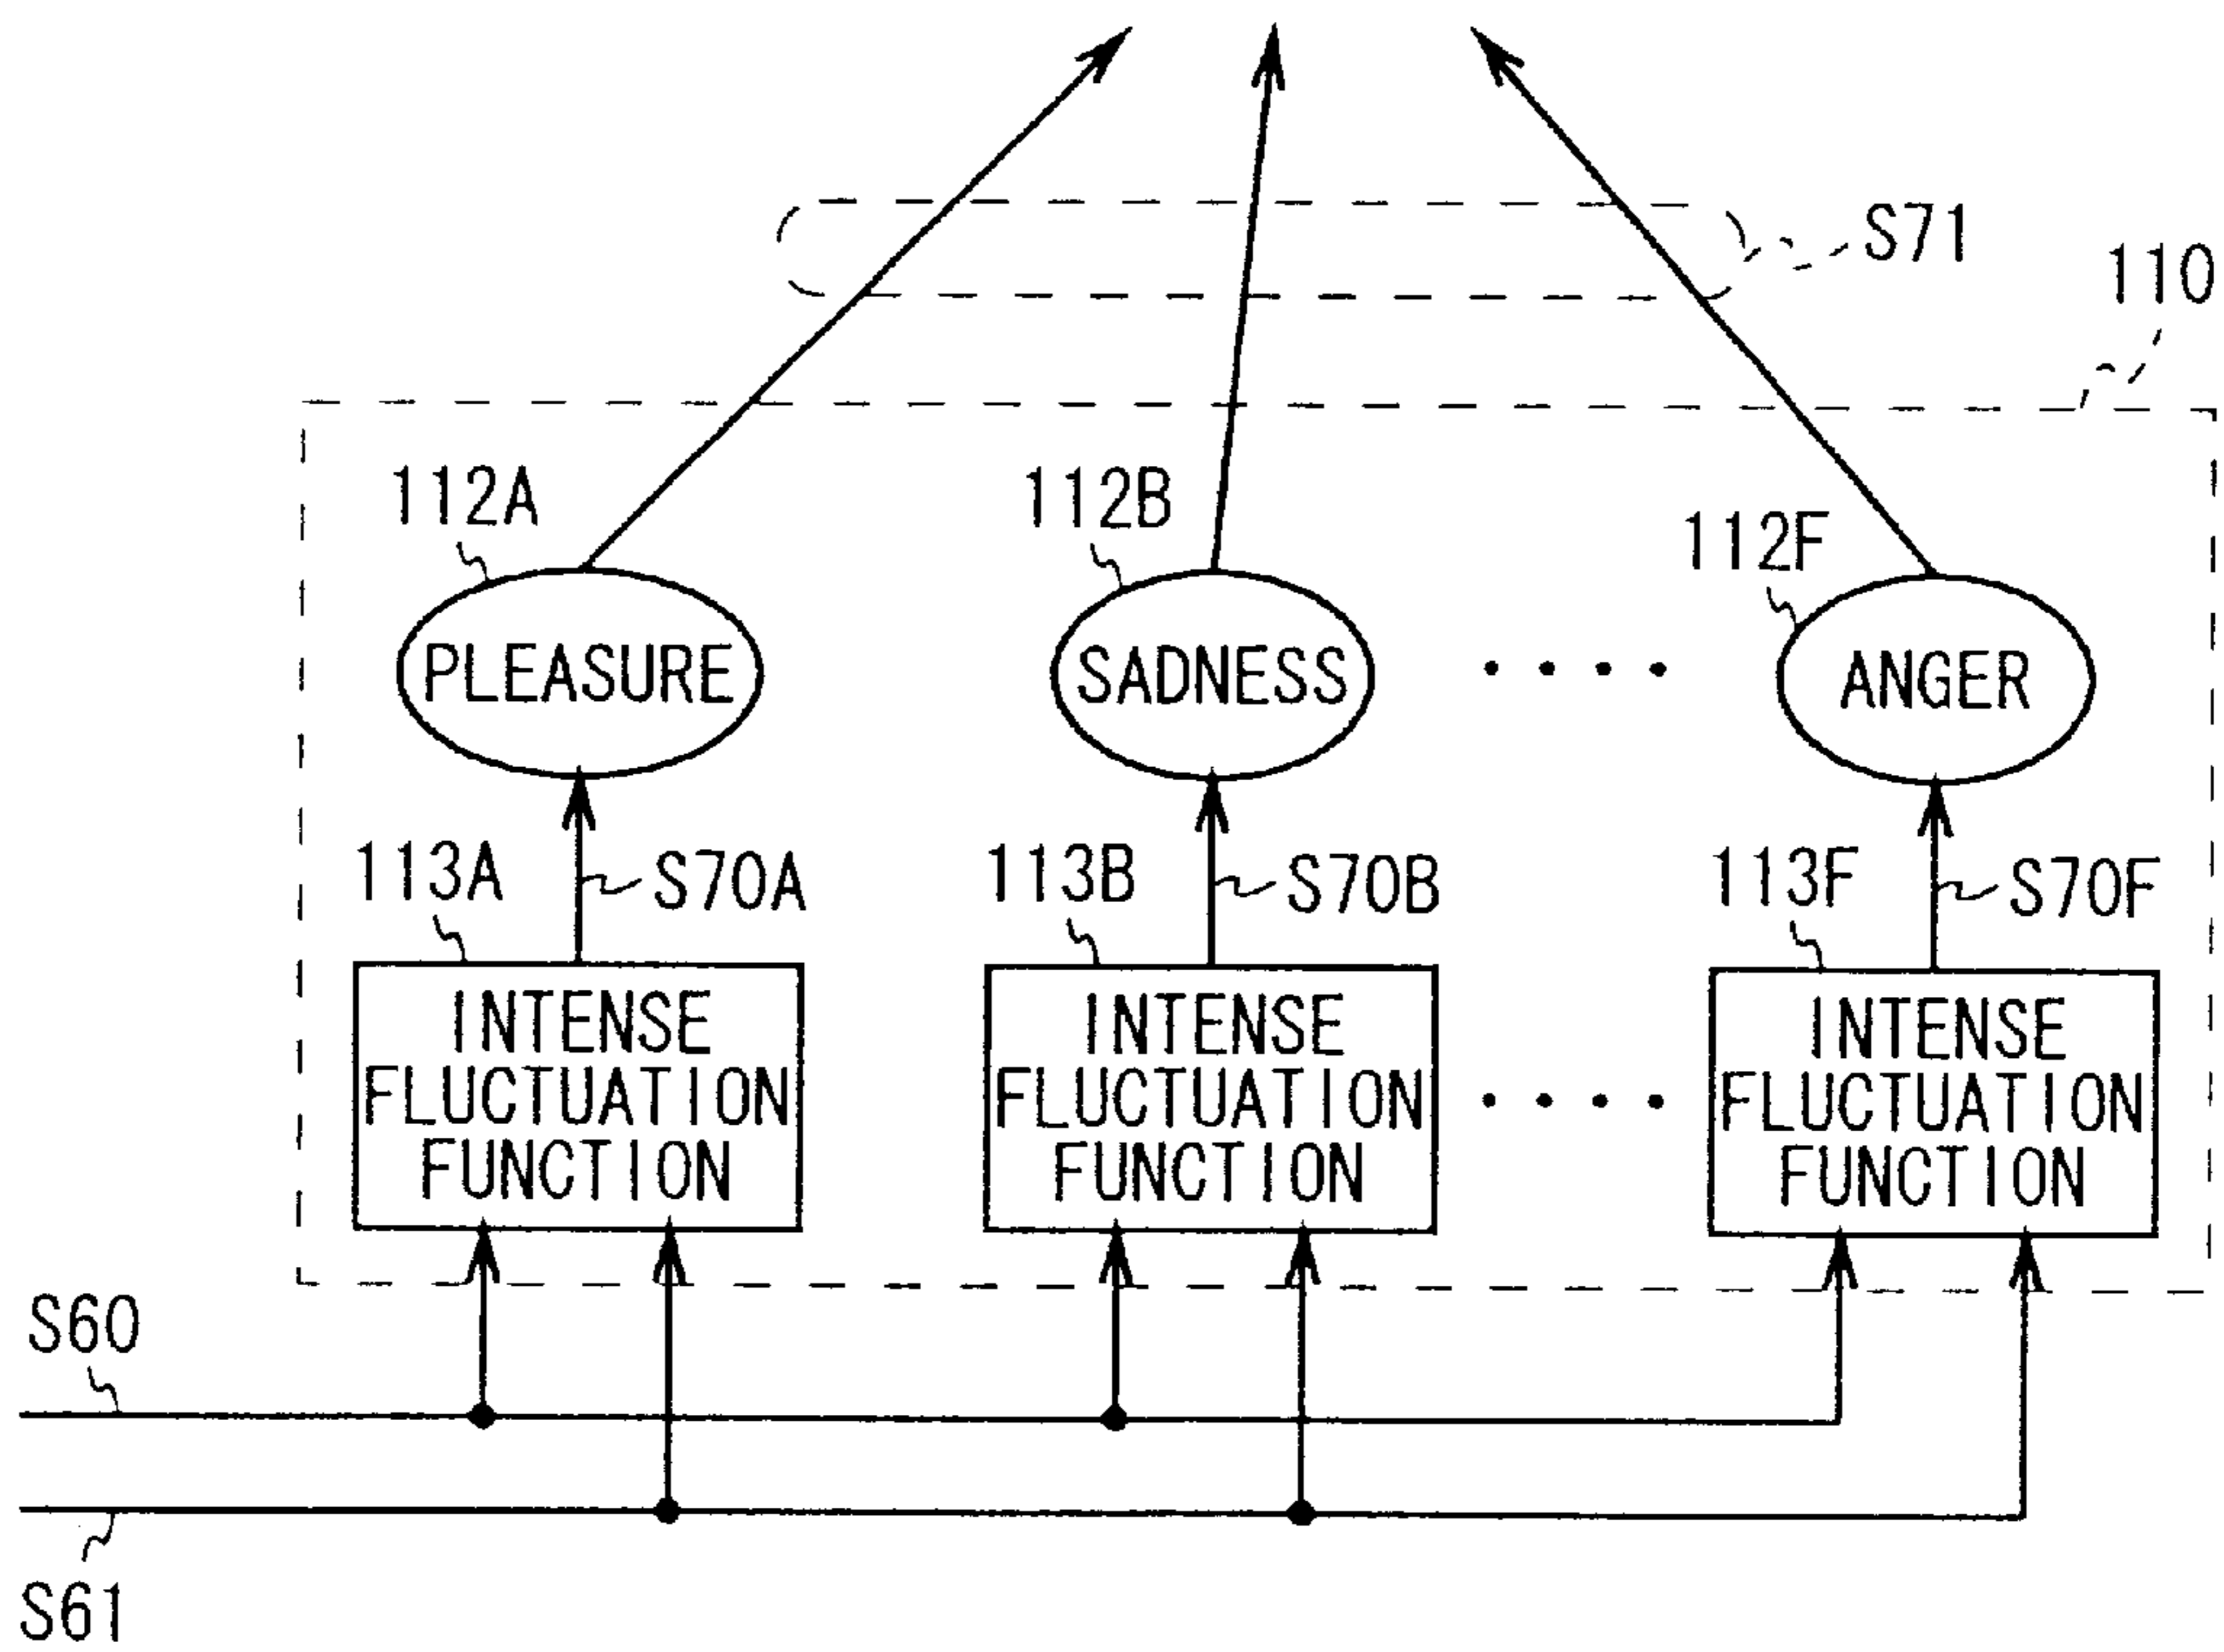 S71
110
112A
112B
112F
PLEASURE
SADNESS
ANGER
113A
S70A
113B
S70B
113F
S70F
INTENSE
FLUCTUATION
FUNCTION
INTENSE
FLUCTUATION
FUNCTION
INTENSE
FLUCTUATION
FUNCTION
S60
S61